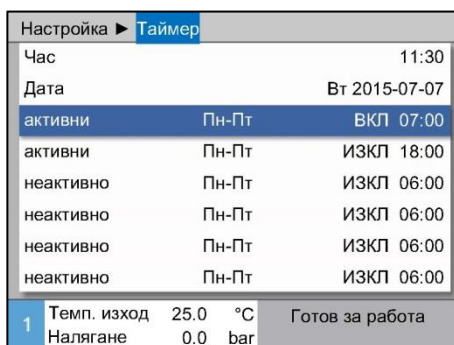 Настройка ► Таймер
Час 11:30
Дата Вт 2015-07-07
активни Пн-Пт ВКЛ 07:00
активни Пн-Пт ИЗКЛ 18:00
неактивно Пн-Пт ИЗКЛ 06:00
неактивно Пн-Пт ИЗКЛ 06:00
неактивно Пн-Пт ИЗКЛ 06:00
неактивно Пн-Пт ИЗКЛ 06:00
1 Темп. изход 25.0 °C Готов за работа
Налягане 0.0 bar